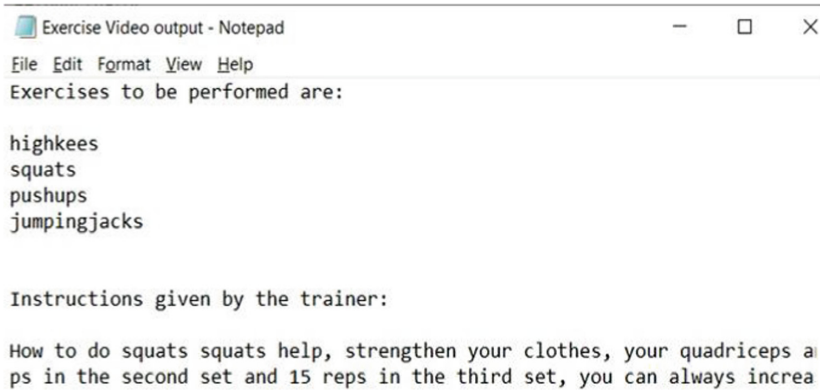 Exercise Video output - Notepad
File Edit Format View Help
Exercises to be performed are:
highkees
squats
pushups
jumpingjacks
Instructions given by the trainer:
How to do squats squats help, strengthen your clothes, your quadriceps
ps in the second set and 15 reps in the third set, you can always increa